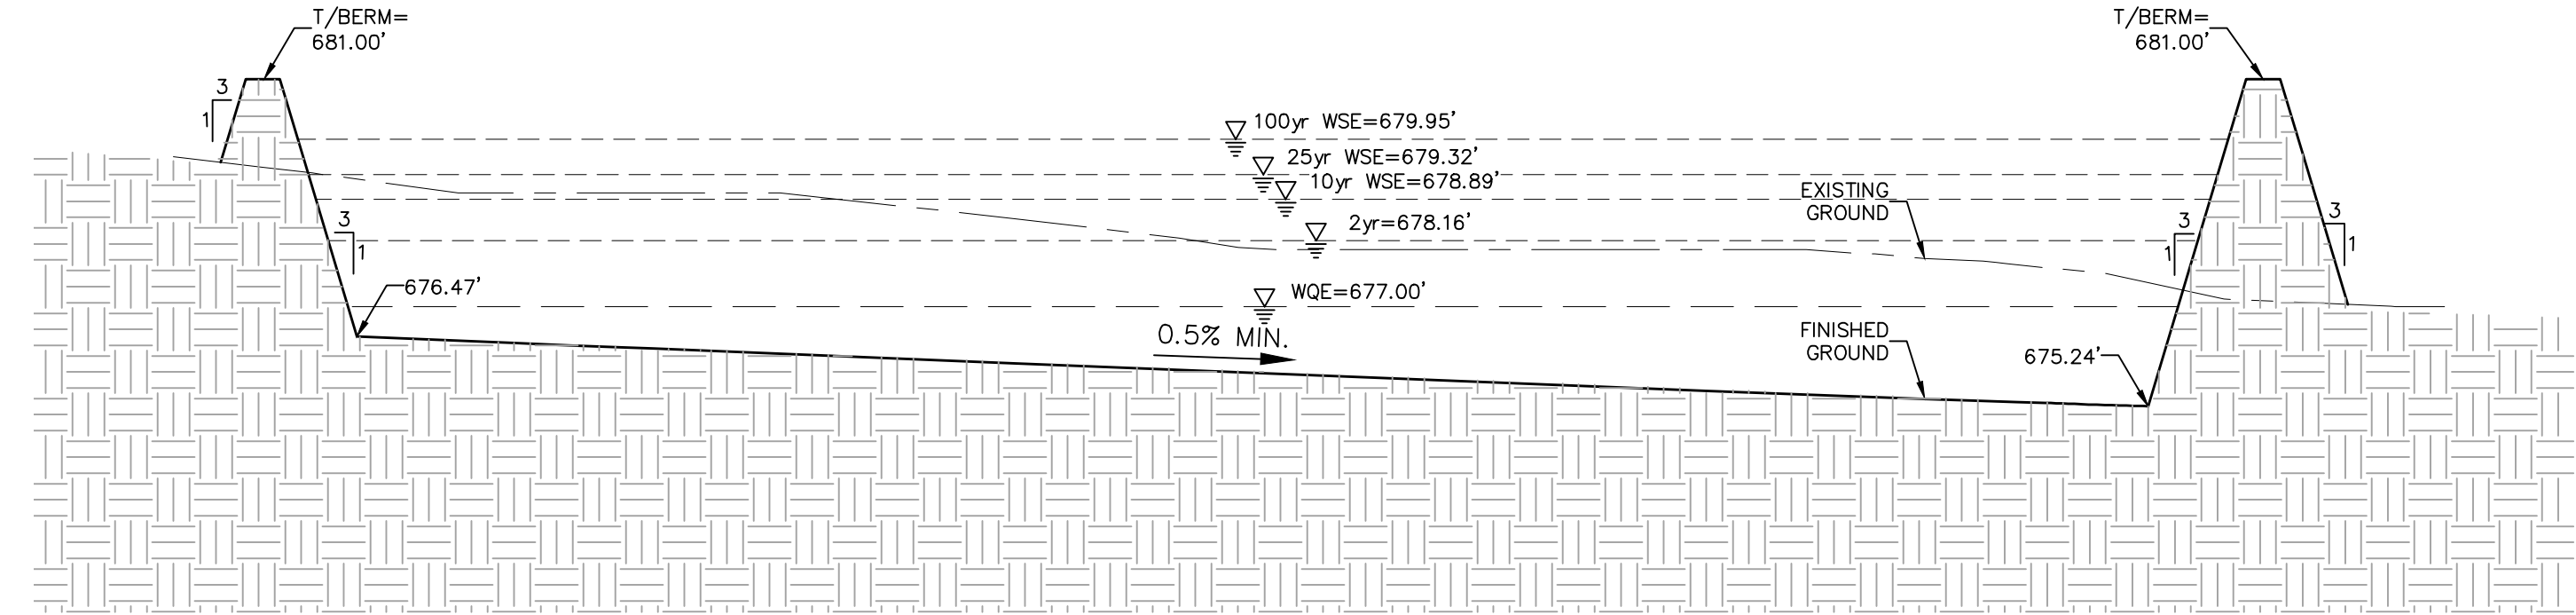 T/BERM=
681.00'
T/BERM=
681.00'
3
1
100yr WSE=679.95'
25yr WSE=679.32'
10yr WSE=678.89'
EXISTING
GROUND
2yr=678.16'
3
1
3
1
3
1
676.47'
WQE=677.00'
0.5% MIN.
FINISHED
GROUND
675.24'